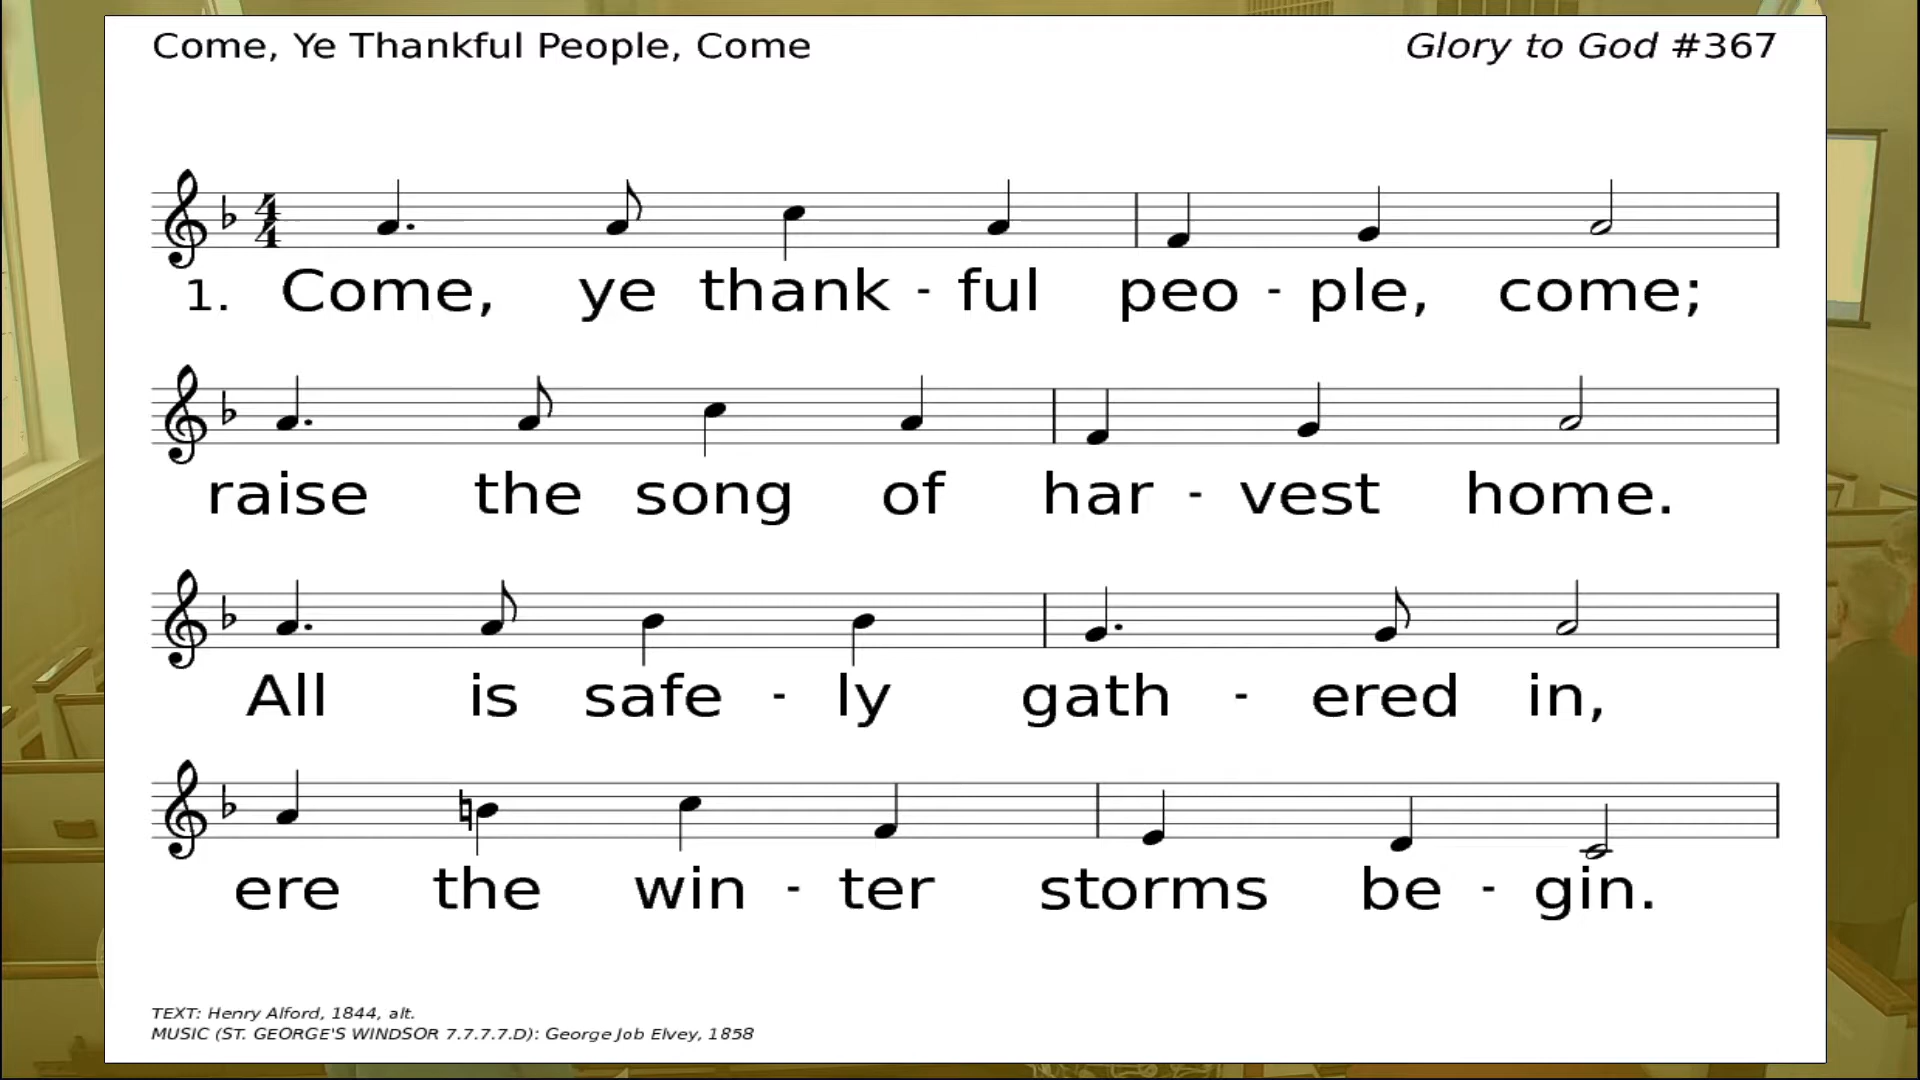 Come, Ye Thankful People, Come Glory to God #367
1. Come, ye thank - ful peo - ple, come;
raise the song of har - vest home.
All is safe - ly gath - ered in,
ere the win - ter storms be - gin.
TEXT: Henry Alford, 1844, alt.
MUSIC (ST. GEORGE'S WINDSOR 7.7.7.7.D): George Job Elvey, 1858